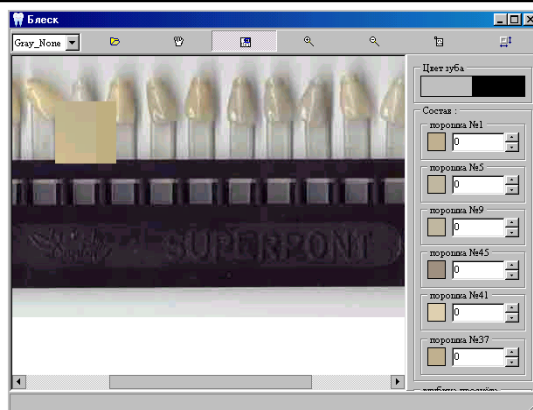 Блеск
Gray_None
Цвет зуба
Состав :
порошка №1
0
порошка №5
0
порошка №9
0
порошка №45
0
порошка №41
0
порошка №37
0
SUPERPONT